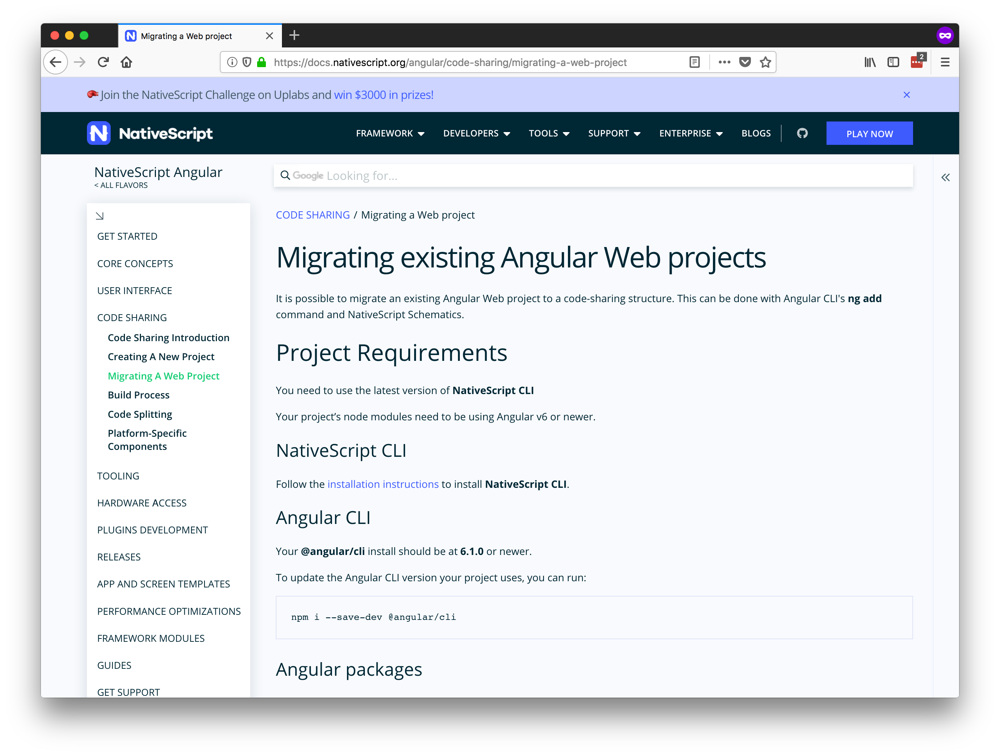 Migrating a Web project
https://docs.nativescript.org/angular/code-sharing/migrating-a-web-project
2
Join the NativeScript Challenge on Uplabs and win $3000 in prizes!
N NativeScript
FRAMEWORK DEVELOPERS TOOLS SUPPORT ENTERPRISE BLOGS PLAY NOW
NativeScript Angular
< ALL FLAVORS
Google Looking for...
GET STARTED
CORE CONCEPTS
USER INTERFACE
CODE SHARING
Code Sharing Introduction
Creating A New Project
Migrating A Web Project
Build Process
Code Splitting
Platform-Specific
Components
TOOLING
HARDWARE ACCESS
PLUGINS DEVELOPMENT
RELEASES
APP AND SCREEN TEMPLATES
PERFORMANCE OPTIMIZATIONS
FRAMEWORK MODULES
GUIDES
GET SUPPORT
CODE SHARING / Migrating a Web project
Migrating existing Angular Web projects
It is possible to migrate an existing Angular Web project to a code-sharing structure. This can be done with Angular CLI's ng add
command and NativeScript Schematics.
Project Requirements
You need to use the latest version of NativeScript CLI
Your project’s node modules need to be using Angular v6 or newer.
NativeScript CLI
Follow the installation instructions to install NativeScript CLI.
Angular CLI
Your @angular/cli install should be at 6.1.0 or newer.
To update the Angular CLI version your project uses, you can run:
npm i --save-dev @angular/cli
Angular packages